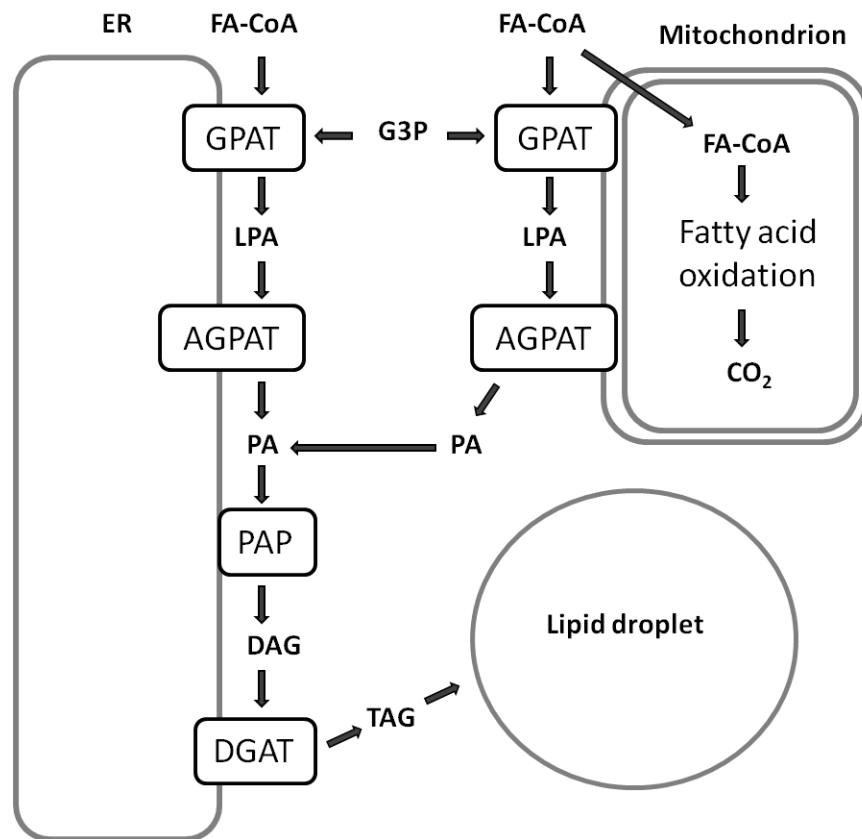 ER
FA-CoA
FA-CoA
Mitochondrion
GPAT
G3P
GPAT
FA-CoA
LPA
LPA
Fatty acid
oxidation
AGPAT
AGPAT
CO₂
PA
PA
PAP
DAG
Lipid droplet
TAG
DGAT